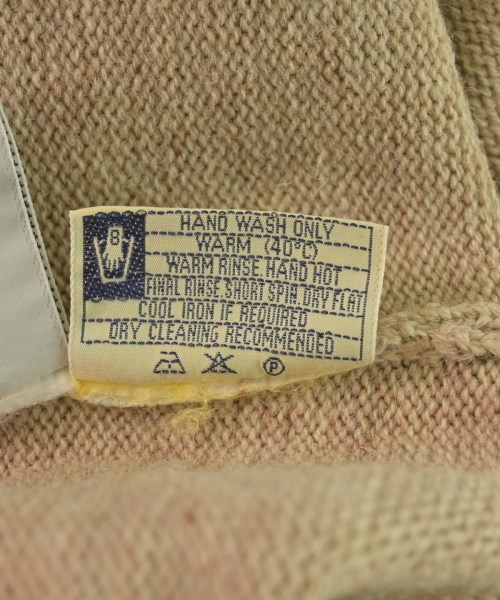 8
HAND WASH ONLY
WARM (40°C)
WARM RINSE HAND HOT
FINAL RINSE SHORT SPIN, DRY FLAT
COOL IRON IF REQUIRED
DRY CLEANING RECOMMENDED
P